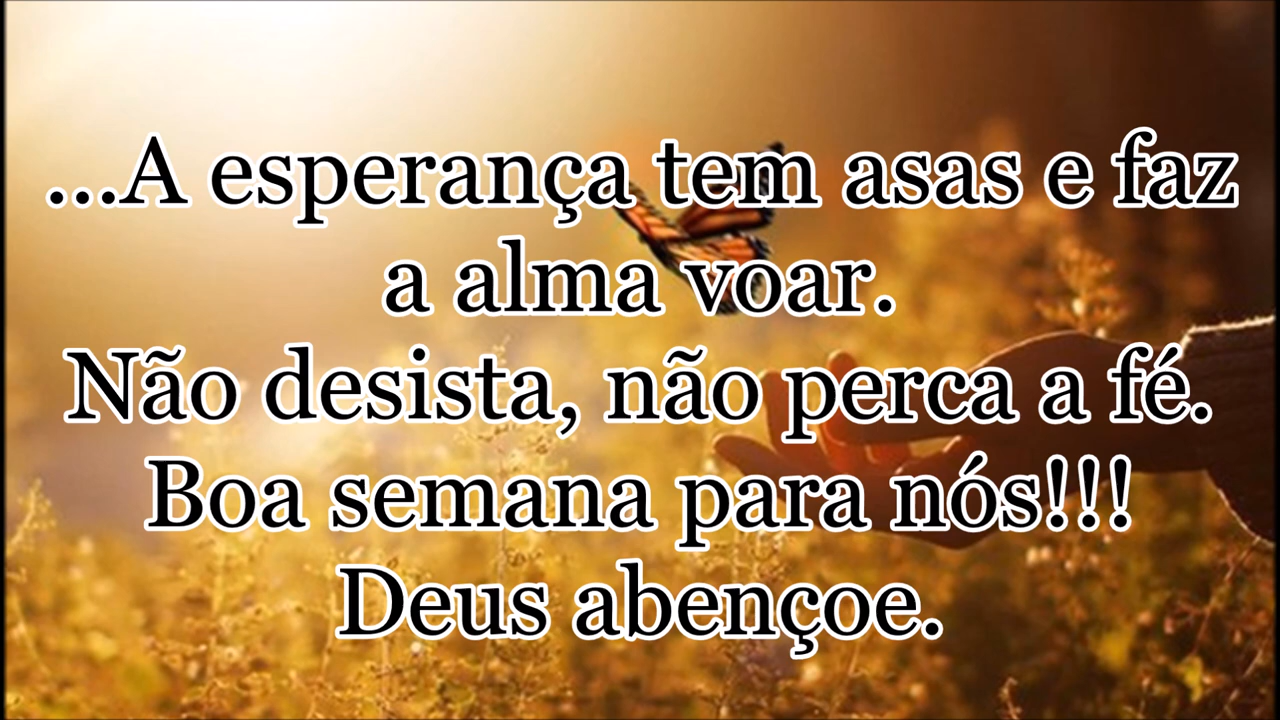 ...A esperança tem asas e faz
a alma voar.
Não desista, não perca a fé.
Boa semana para nós!!!
Deus abençoe.